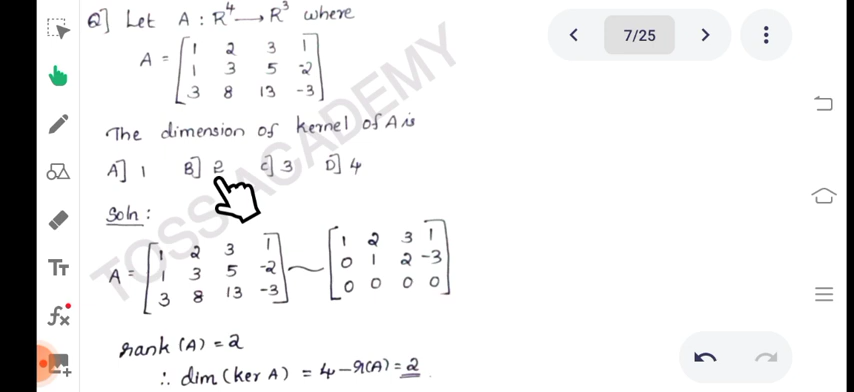 Q] Let A : R⁴ ⟶ R³ where
A = [1 2 3 1
1 3 5 -2
3 8 13 -3]
The dimension of kernel of A is
A] 1 B] 2 C] 3 D] 4
Soln :
A = [1 2 3 1 ~ [1 2 3 1
1 3 5 -2 0 1 2 -3
3 8 13 -3] 0 0 0 0]
rank (A) = 2
∴ dim (ker A) = 4 - r(A) = 2
TOSS ACADEMY
7/25
TT
fx